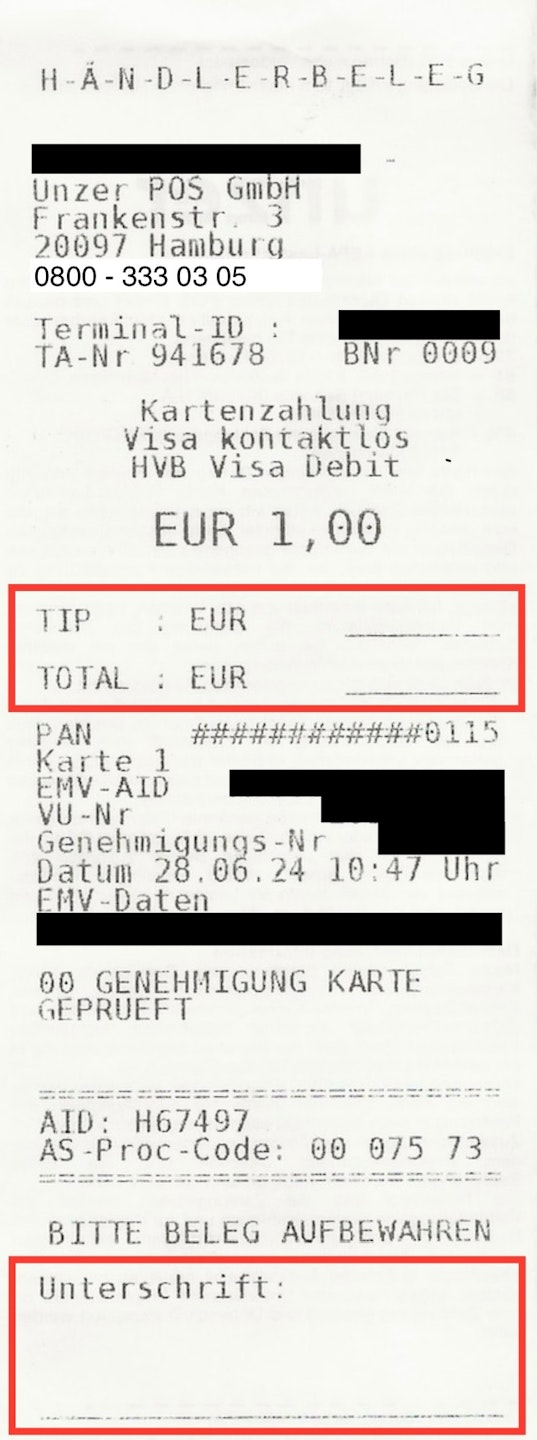 H-Ä-N-D-L-E-R-B-E-L-E-G
Unzer POS GmbH
Frankenstr. 3
20097 Hamburg
0800 - 333 03 05
Terminal-ID :
TA-Nr 941678 BNr 0009
Kartenzahlung
Visa kontaktlos
HVB Visa Debit
EUR 1,00
TIP : EUR
TOTAL : EUR
PAN ############0115
Karte 1
EMV-AID
VU-Nr
Genehmigungs-Nr
Datum 28.06.24 10:47 Uhr
EMV-Daten
00 GENEHMIGUNG KARTE
GEPRUEFT
AID: H67497
AS-Proc-Code: 00 075 73
BITTE BELEG AUFBEWAHREN
Unterschrift: